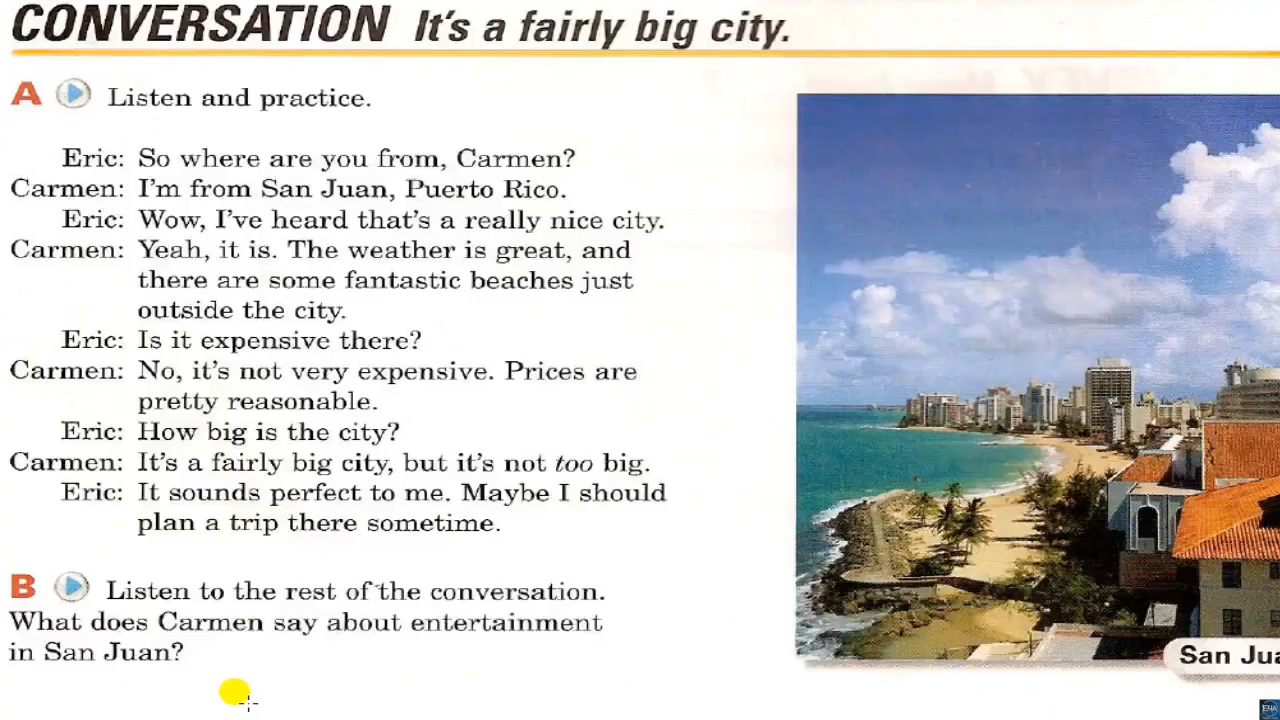 CONVERSATION It's a fairly big city.
A Listen and practice.
Eric: So where are you from, Carmen?
Carmen: I'm from San Juan, Puerto Rico.
Eric: Wow, I've heard that's a really nice city.
Carmen: Yeah, it is. The weather is great, and
there are some fantastic beaches just
outside the city.
Eric: Is it expensive there?
Carmen: No, it's not very expensive. Prices are
pretty reasonable.
Eric: How big is the city?
Carmen: It's a fairly big city, but it's not too big.
Eric: It sounds perfect to me. Maybe I should
plan a trip there sometime.
B Listen to the rest of the conversation.
What does Carmen say about entertainment
in San Juan?
San Jua